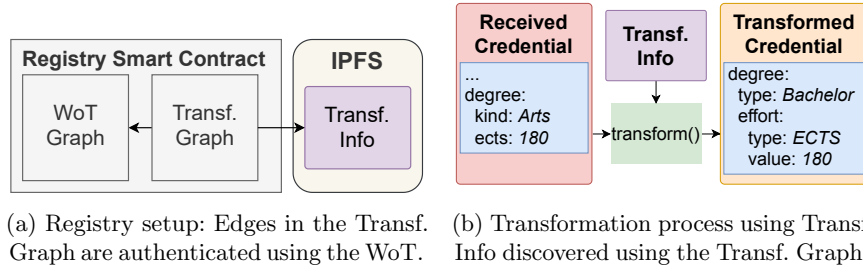 Registry Smart Contract
WoT
Graph
Transf.
Graph
IPFS
Transf.
Info
(a) Registry setup: Edges in the Transf.
Graph are authenticated using the WoT.
Received
Credential
...
degree:
kind: Arts
ects: 180
Transf.
Info
transform()
Transformed
Credential
degree:
type: Bachelor
effort:
type: ECTS
value: 180
(b) Transformation process using Transf
Info discovered using the Transf. Graph